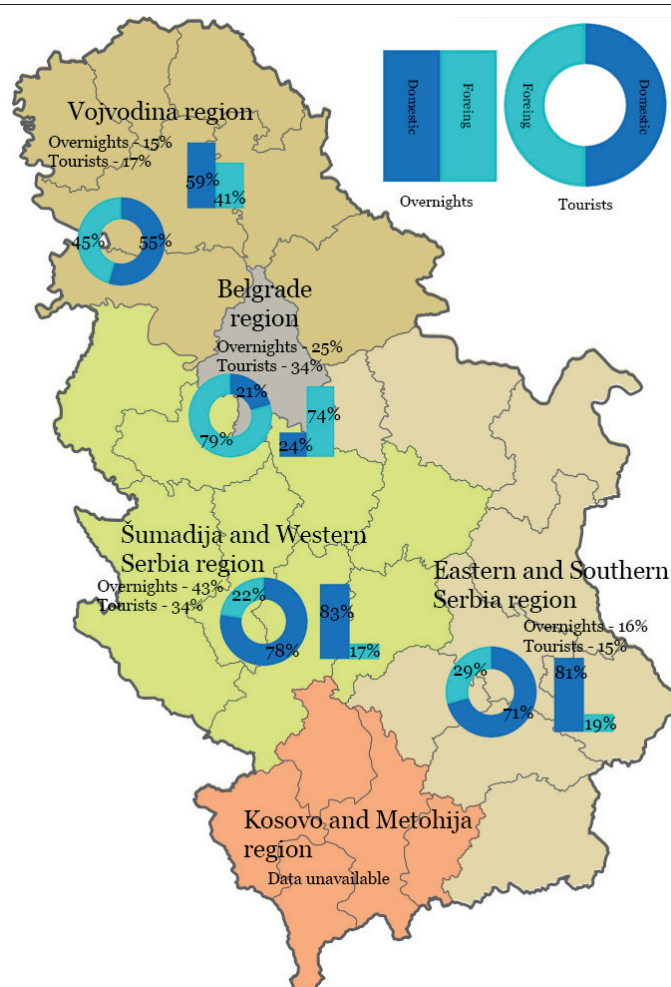 Domestic
Foreing
Foreing
Domestic
Overnights
Tourists
Vojvodina region
Overnights - 15%
Tourists - 17%
59%
41%
45%
55%
Belgrade
region
Overnights - 25%
Tourists - 34%
21%
79%
74%
24%
Šumadija and Western
Serbia region
Overnights - 43%
Tourists - 34%
22%
78%
83%
17%
Eastern and Southern
Serbia region
Overnights - 16%
Tourists - 15%
29%
71%
81%
19%
Kosovo and Metohija
region
Data unavailable